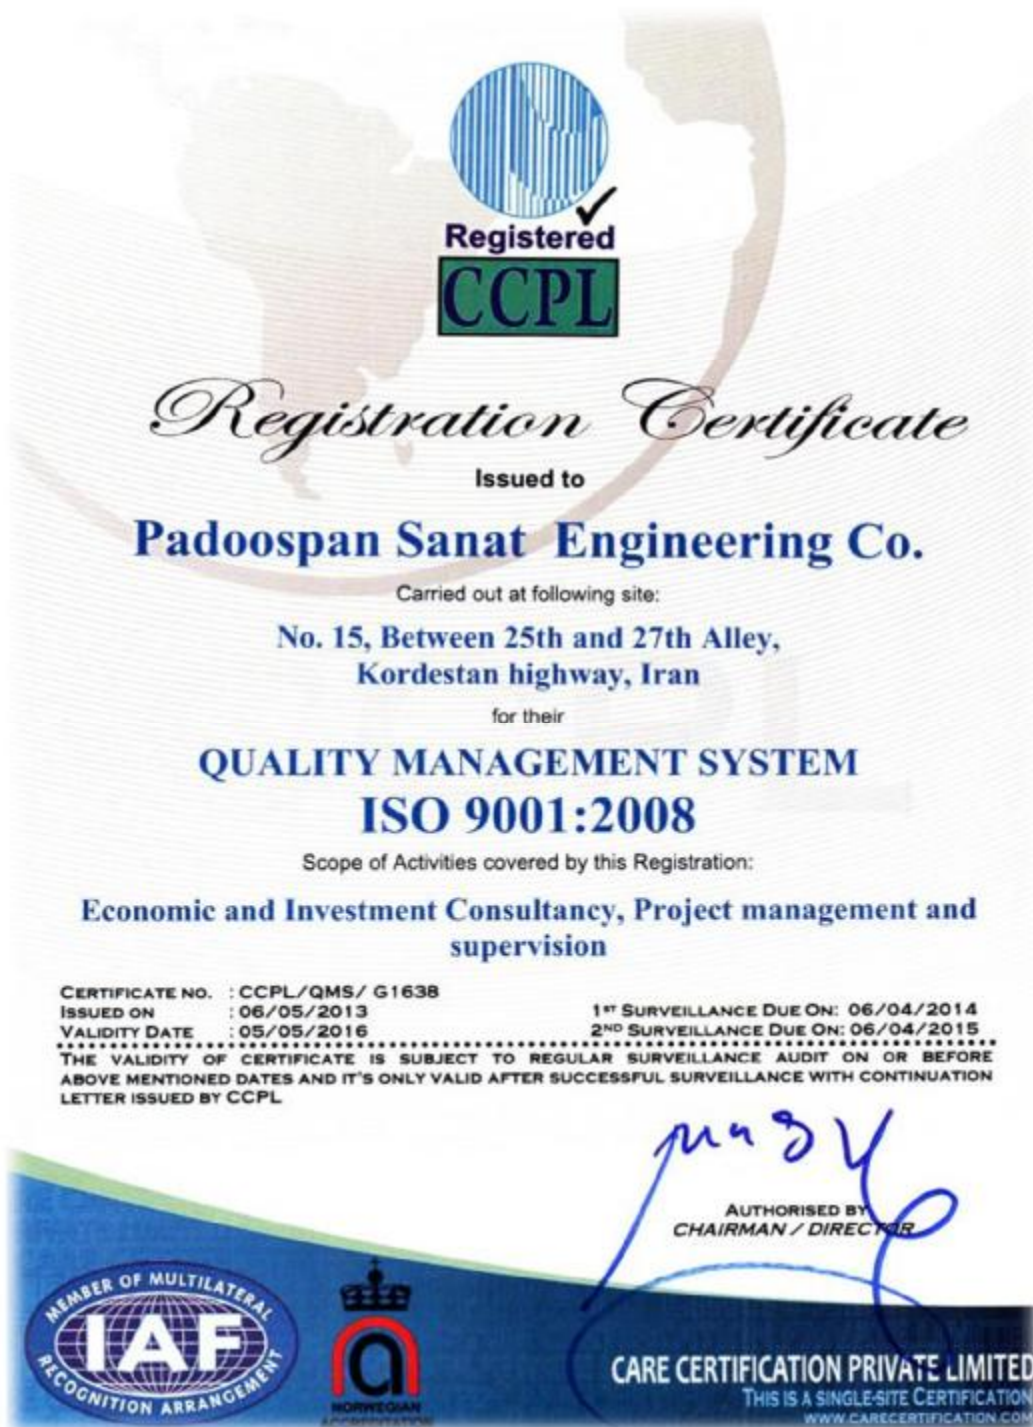 Registered
CCPL
Registration Certificate
Issued to
Padoospan Sanat Engineering Co.
Carried out at following site:
No. 15, Between 25th and 27th Alley,
Kordestan highway, Iran
for their
QUALITY MANAGEMENT SYSTEM
ISO 9001:2008
Scope of Activities covered by this Registration:
Economic and Investment Consultancy, Project management and
supervision
CERTIFICATE NO. : CCPL/QMS/ G1638
ISSUED ON : 06/05/2013 1ST SURVEILLANCE DUE ON: 06/04/2014
VALIDITY DATE : 05/05/2016 2ND SURVEILLANCE DUE ON: 06/04/2015
THE VALIDITY OF CERTIFICATE IS SUBJECT TO REGULAR SURVEILLANCE AUDIT ON OR BEFORE
ABOVE MENTIONED DATES AND IT'S ONLY VALID AFTER SUCCESSFUL SURVEILLANCE WITH CONTINUATION
LETTER ISSUED BY CCPL
AUTHORISED BY
CHAIRMAN / DIRECTOR
MEMBER OF MULTILATERAL
IAF
RECOGNITION ARRANGEMENT
NORWEGIAN
ACCREDITATION
CARE CERTIFICATION PRIVATE LIMITED
THIS IS A SINGLE-SITE CERTIFICATION
WWW.CARECERTIFICATION.CO